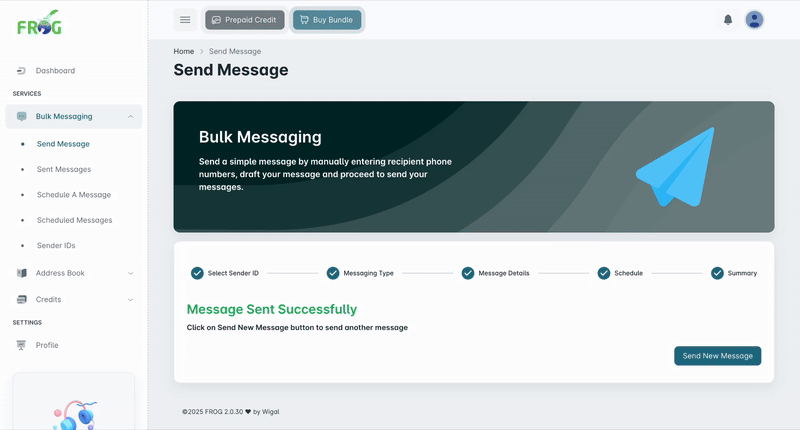 FROG
Prepaid Credit
Buy Bundle
Dashboard
SERVICES
Bulk Messaging
Send Message
Sent Messages
Schedule A Message
Scheduled Messages
Sender IDs
Address Book
Credits
SETTINGS
Profile
Home > Send Message
Send Message
Bulk Messaging
Send a simple message by manually entering recipient phone
numbers, draft your message and proceed to send your
messages.
Select Sender ID
Messaging Type
Message Details
Schedule
Summary
Message Sent Successfully
Click on Send New Message button to send another message
Send New Message
©2025 FROG 2.0.30 ♥ by Wigal